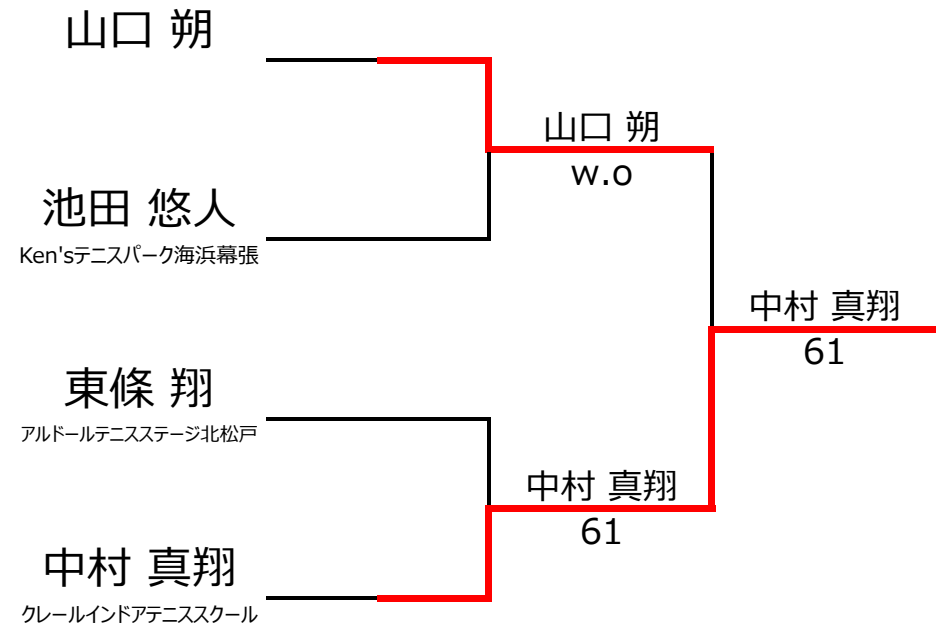 山口 朔
山口 朔
w.o
池田 悠人
Ken'sテニスパーク海浜幕張
中村 真翔
61
東條 翔
アルドールテニスステージ北松戸
中村 真翔
61
中村 真翔
クレールインドアテニススクール